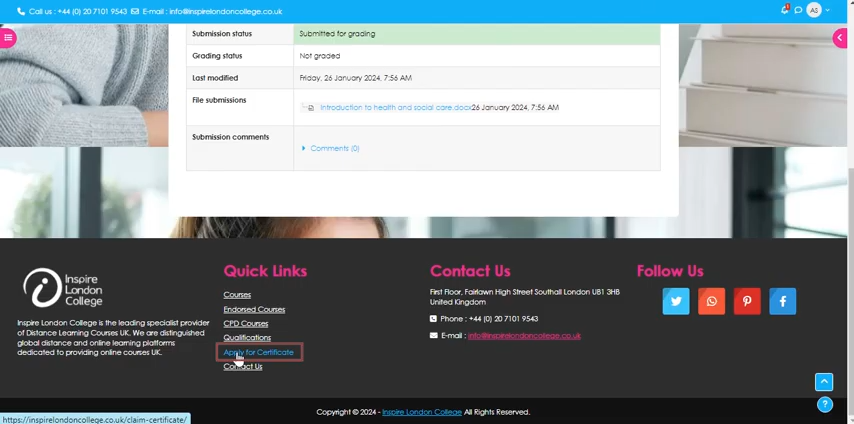 Call us : +44 (0) 20 7101 9543 E-mail : info@inspirelondoncollege.co.uk
1 AS
Submission status Submitted for grading
Grading status Not graded
Last modified Friday, 26 January 2024, 7:56 AM
File submissions Introduction to health and social care.docx26 January 2024, 7:56 AM
Submission comments
Comments (0)
Inspire
London
College
Inspire London College is the leading specialist provider
of Distance Learning Courses UK. We are distinguished
global distance and online learning platforms
dedicated to providing online courses UK.
Quick Links
Courses
Endorsed Courses
CPD Courses
Qualifications
Apply for Certificate
Contact Us
Contact Us
First Floor, Fairlawn High Street Southall London UB1 3HB
United Kingdom
Phone : +44 (0) 20 7101 9543
E-mail : info@inspirelondoncollege.co.uk
Follow Us
?
Copyright © 2024 - Inspire London College All Rights Reserved.
https://inspirelondoncollege.co.uk/claim-certificate/